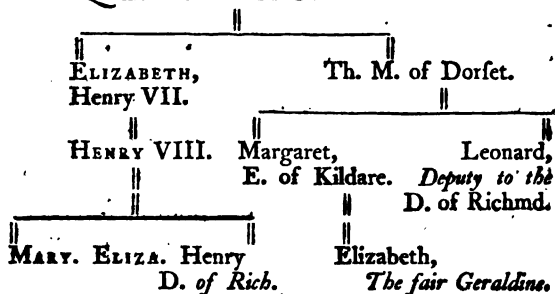 ELIZABETH, Th. M. of Dorſet.
Henry VII.
HENRY VIII. Margaret, Leonard,
E. of Kildare. Deputy to the
D. of Richmd.
MARY. ELIZA. Henry Elizabeth,
D. of Rich. The fair Geraldine.